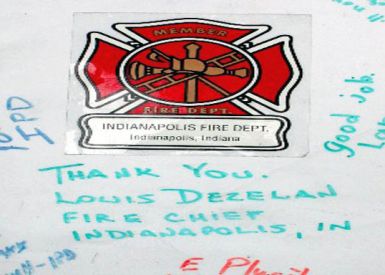 MEMBER
FIRE DEPT.
INDIANAPOLIS FIRE DEPT.
Indianapolis, Indiana
Good job.
THANK YOU.
LOUIS DEZELAN
FIRE CHIEF
INDIANAPOLIS, IN